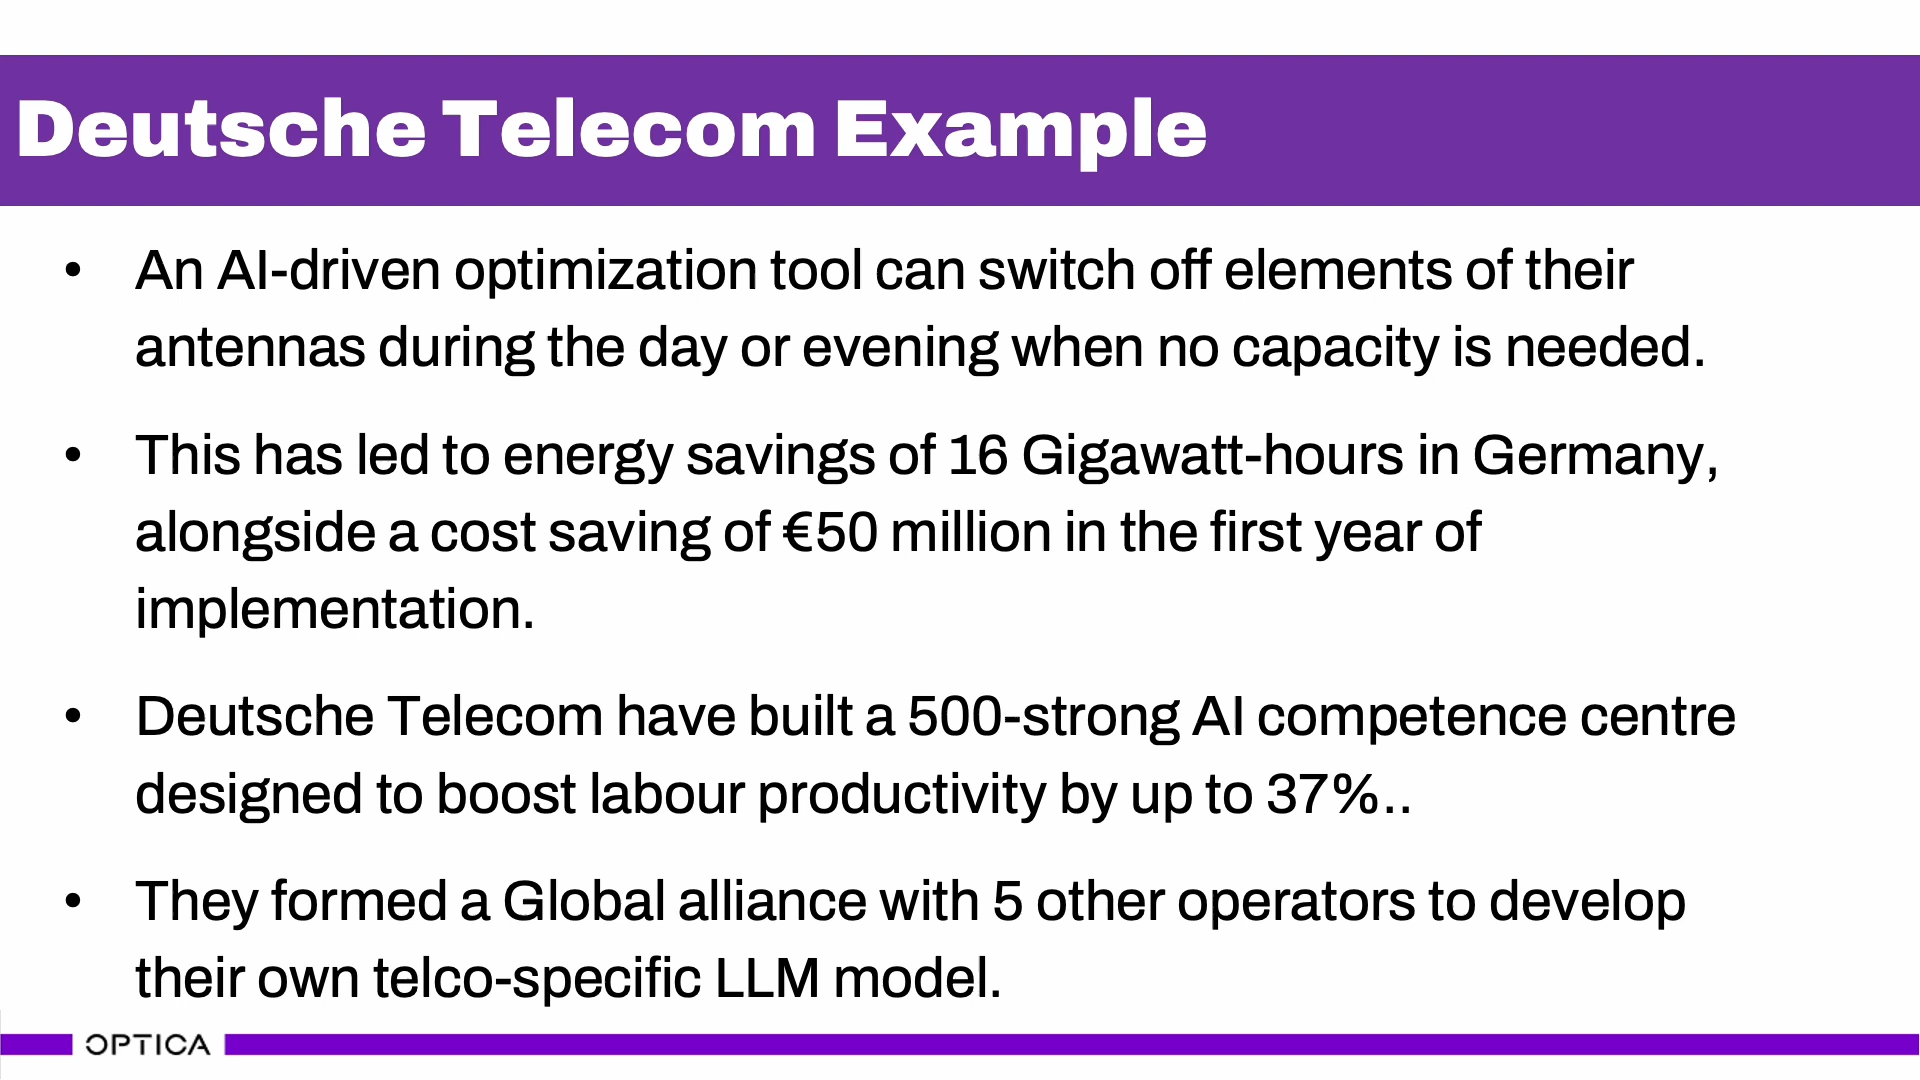 Deutsche Telecom Example
• An AI-driven optimization tool can switch off elements of their
antennas during the day or evening when no capacity is needed.
• This has led to energy savings of 16 Gigawatt-hours in Germany,
alongside a cost saving of €50 million in the first year of
implementation.
• Deutsche Telecom have built a 500-strong AI competence centre
designed to boost labour productivity by up to 37%..
• They formed a Global alliance with 5 other operators to develop
their own telco-specific LLM model.
OPTICA